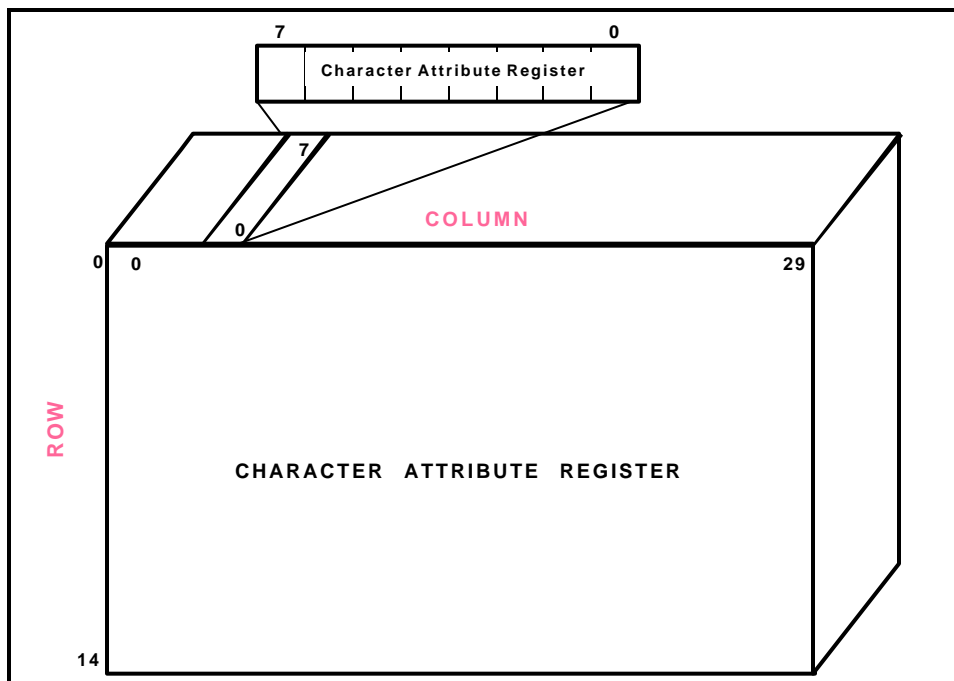 7 0
Character Attribute Register
7
0
COLUMN
0 0 29
ROW
CHARACTER ATTRIBUTE REGISTER
14